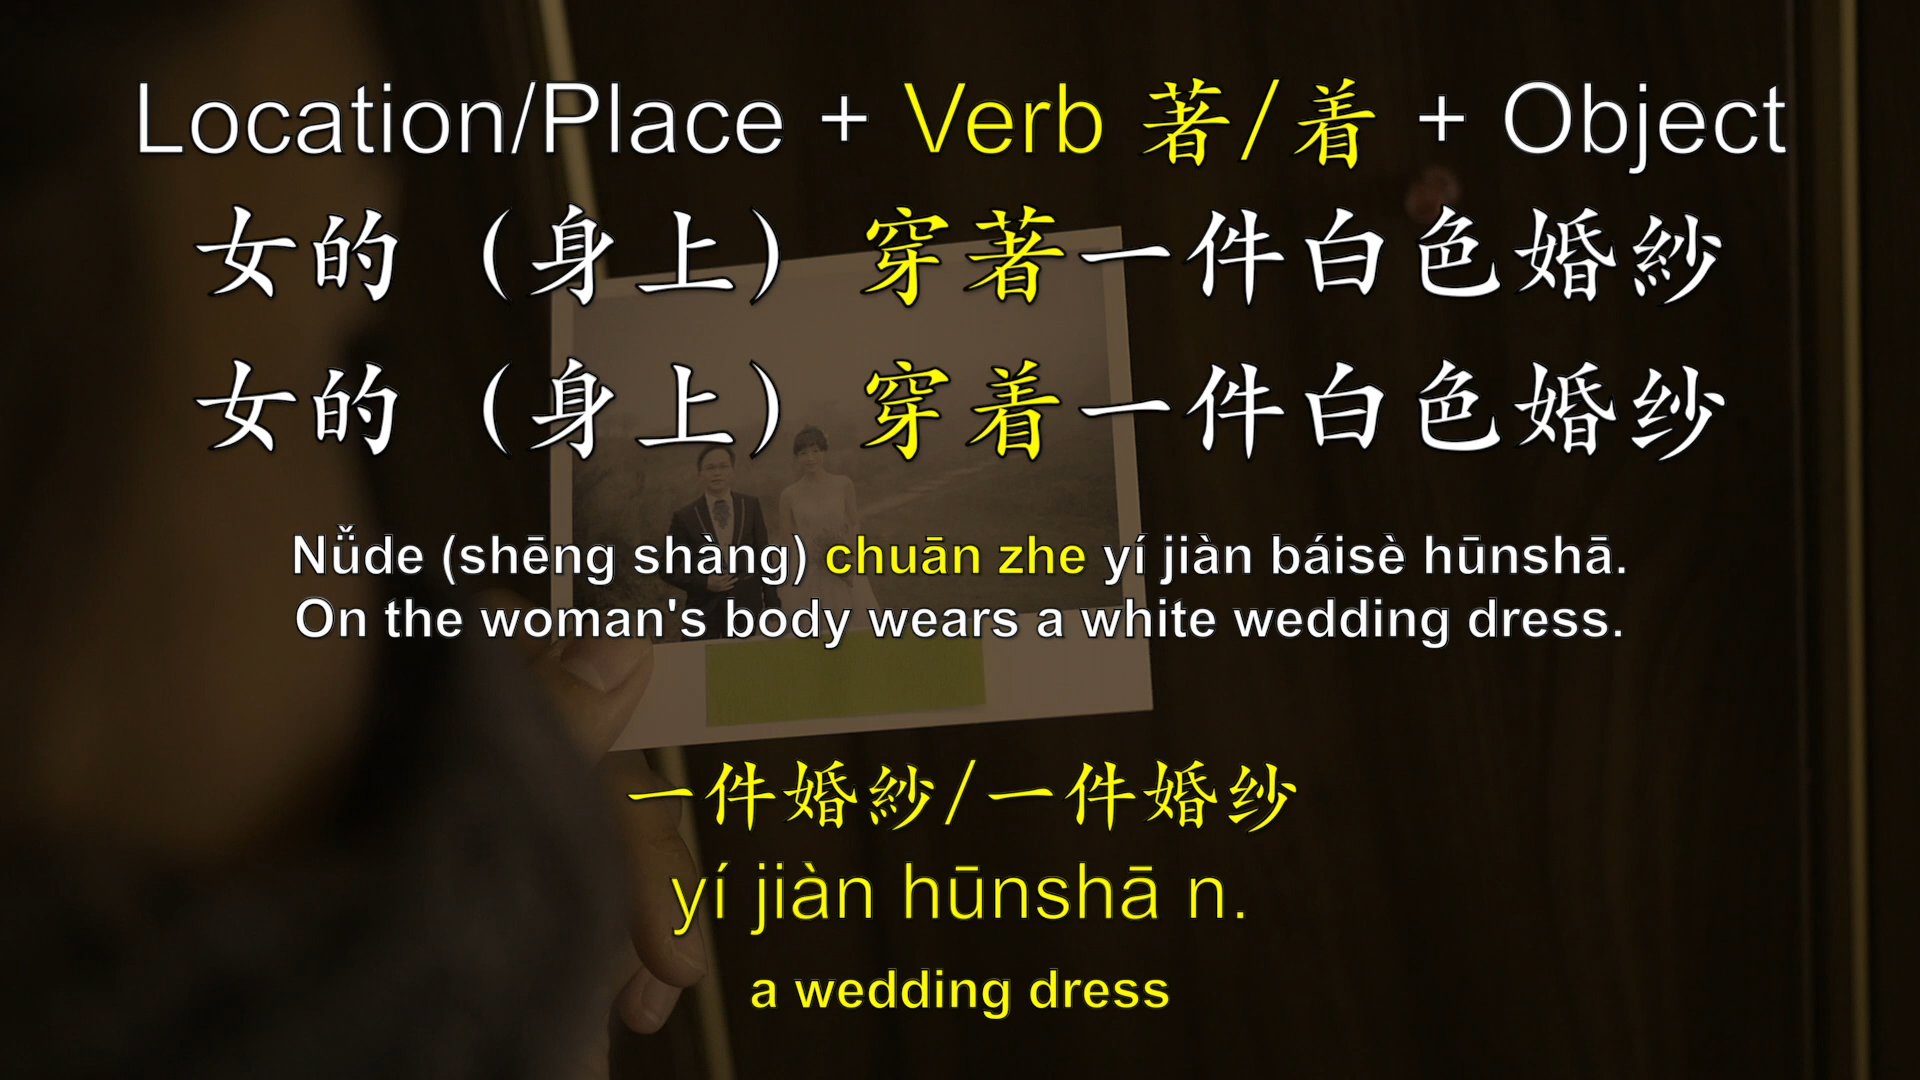 Location/Place + Verb 著/着 + Object
女的（身上）穿著一件白色婚紗
女的（身上）穿着一件白色婚纱
Nǚde (shēng shàng) chuān zhe yí jiàn báisè hūnshā.
On the woman's body wears a white wedding dress.
一件婚紗/一件婚纱
yí jiàn hūnshā n.
a wedding dress